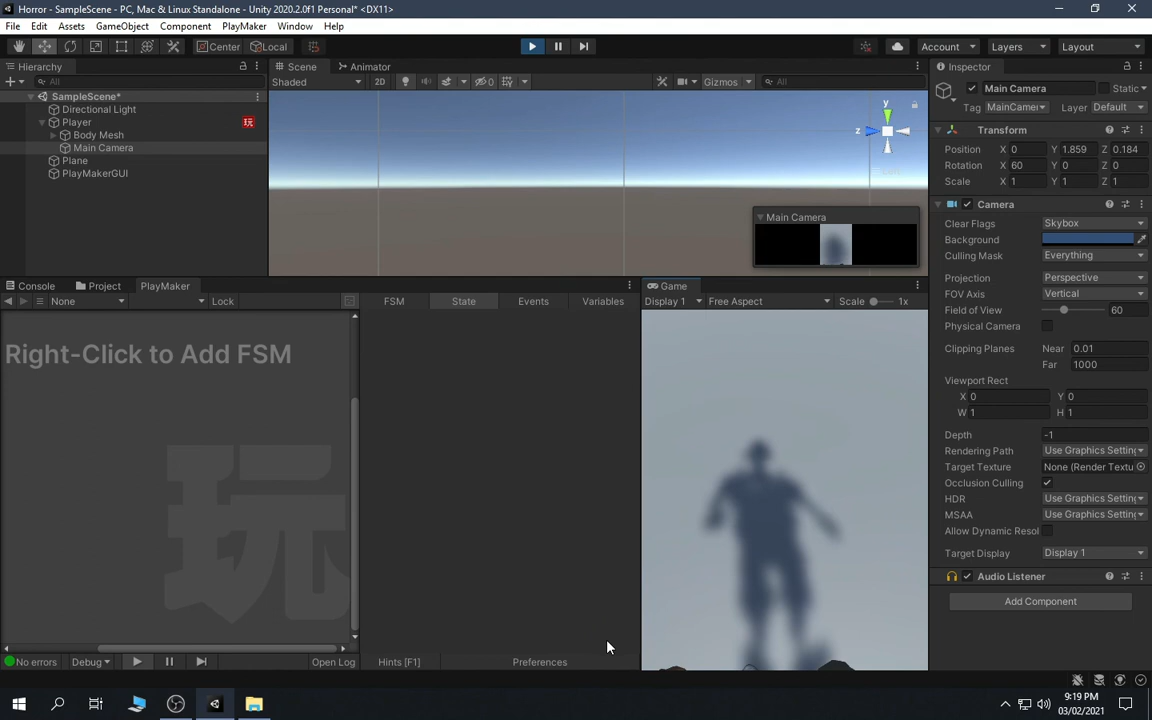 Horror - SampleScene - PC, Mac & Linux Standalone - Unity 2020.2.0f1 Personal* <DX11>
File Edit Assets GameObject Component PlayMaker Window Help
Center Local Account Layers Layout
Hierarchy
All
SampleScene*
Directional Light
Player 玩
Body Mesh
Main Camera
Plane
PlayMakerGUI
Scene Animator
Shaded 2D 0 Gizmos All
y
z
Main Camera
Inspector
Main Camera Static
Tag MainCamer Layer Default
Transform
Position X 0 Y 1.859 Z 0.184
Rotation X 60 Y 0 Z 0
Scale X 1 Y 1 Z 1
Camera
Clear Flags Skybox
Background
Culling Mask Everything
Projection Perspective
FOV Axis Vertical
Field of View 60
Physical Camera
Clipping Planes Near 0.01
Far 1000
Viewport Rect
X 0 Y 0
W 1 H 1
Depth -1
Rendering Path Use Graphics Setting
Target Texture None (Render Textu
Occlusion Culling
HDR Use Graphics Setting
MSAA Use Graphics Setting
Allow Dynamic Resol
Target Display Display 1
Audio Listener
Add Component
Console Project PlayMaker
None Lock
FSM State Events Variables
Right-Click to Add FSM
玩
No errors Debug Open Log Hints [F1] Preferences
Game
Display 1 Free Aspect Scale 1x
9:19 PM
03/02/2021